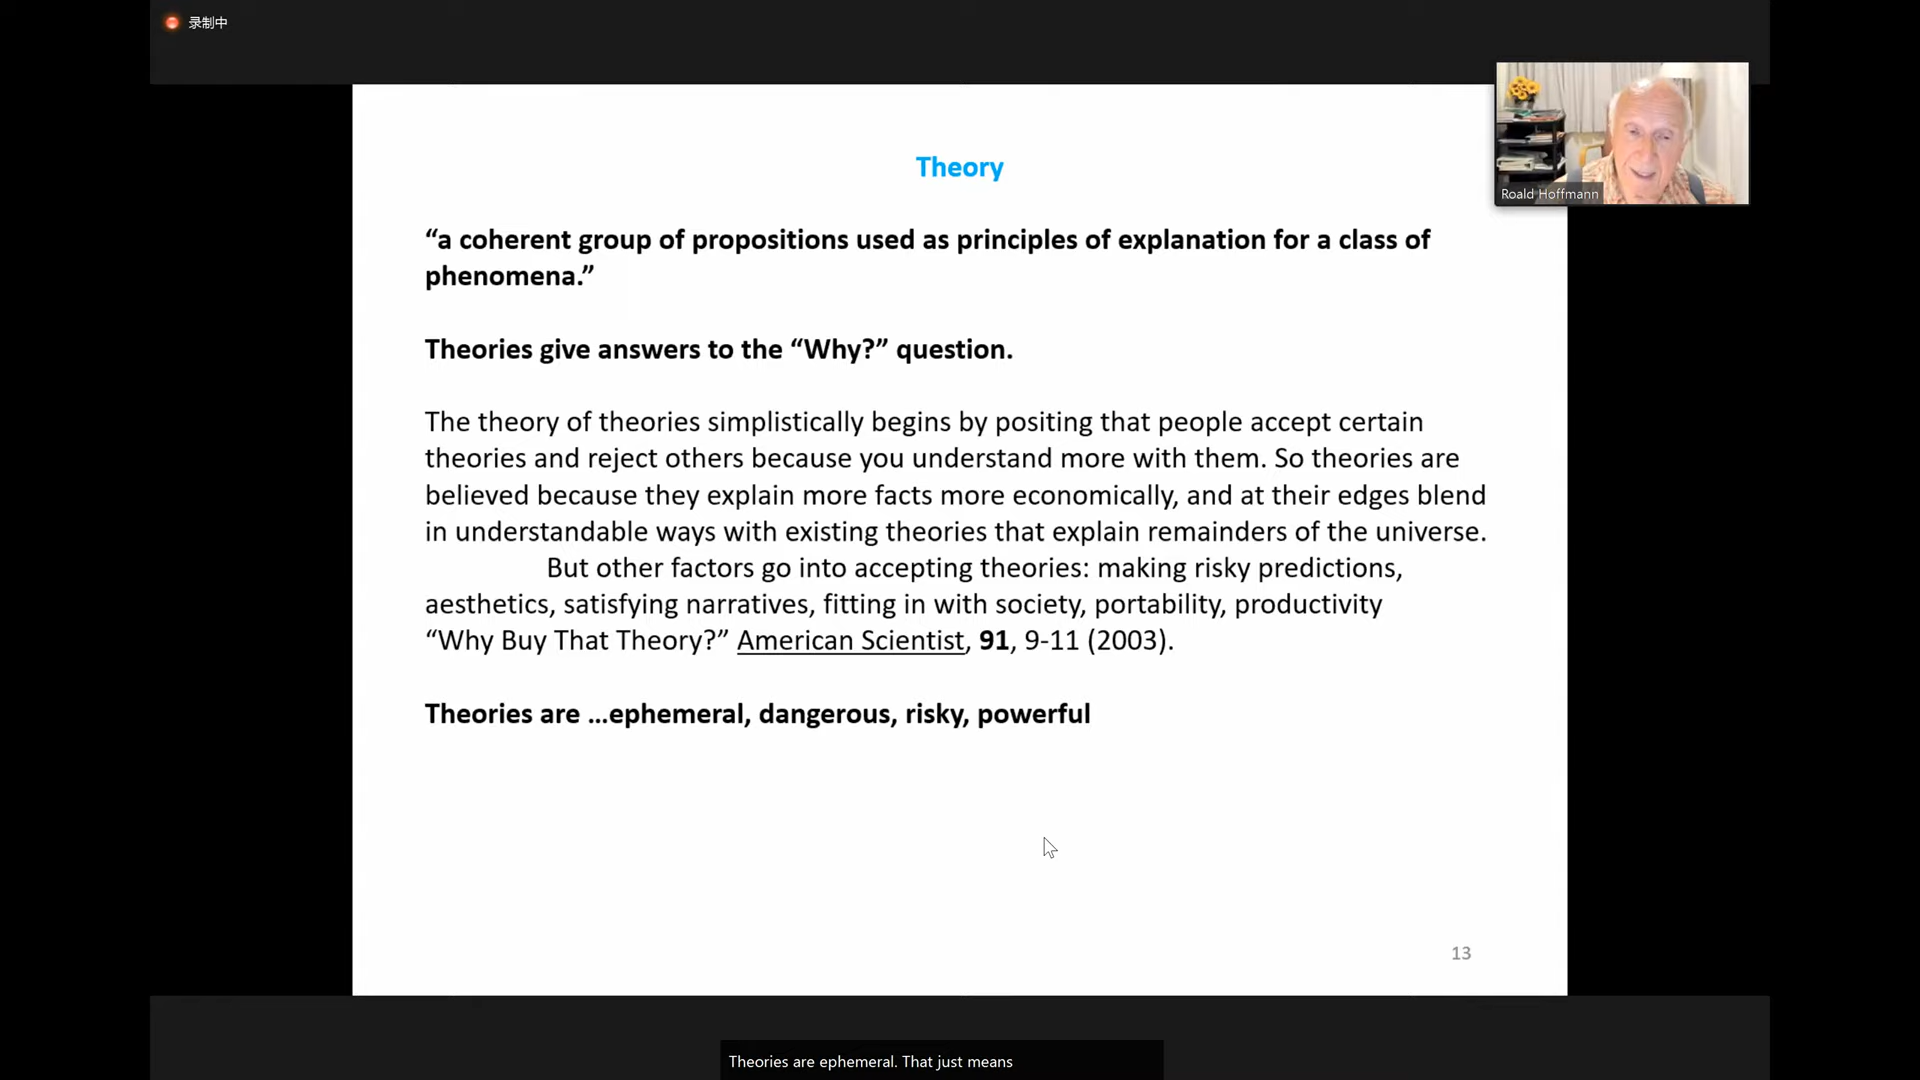 录制中
Roald Hoffmann
Theory
“a coherent group of propositions used as principles of explanation for a class of
phenomena.”
Theories give answers to the “Why?” question.
The theory of theories simplistically begins by positing that people accept certain
theories and reject others because you understand more with them. So theories are
believed because they explain more facts more economically, and at their edges blend
in understandable ways with existing theories that explain remainders of the universe.
But other factors go into accepting theories: making risky predictions,
aesthetics, satisfying narratives, fitting in with society, portability, productivity
“Why Buy That Theory?” American Scientist, 91, 9-11 (2003).
Theories are ...ephemeral, dangerous, risky, powerful
13
Theories are ephemeral. That just means